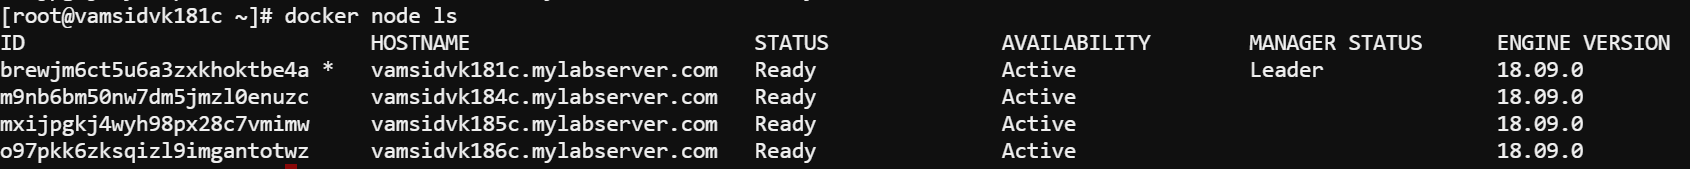 [root@vamsidvk181c ~]# docker node ls
ID HOSTNAME STATUS AVAILABILITY MANAGER STATUS ENGINE VERSION
brewjm6ct5u6a3zxkhoktbe4a * vamsidvk181c.mylabserver.com Ready Active Leader 18.09.0
m9nb6bm50nw7dm5jmzl0enuzc vamsidvk184c.mylabserver.com Ready Active 18.09.0
mxijpgkj4wyh98px28c7vmimw vamsidvk185c.mylabserver.com Ready Active 18.09.0
o97pkk6zksqizl9imgantotwz vamsidvk186c.mylabserver.com Ready Active 18.09.0